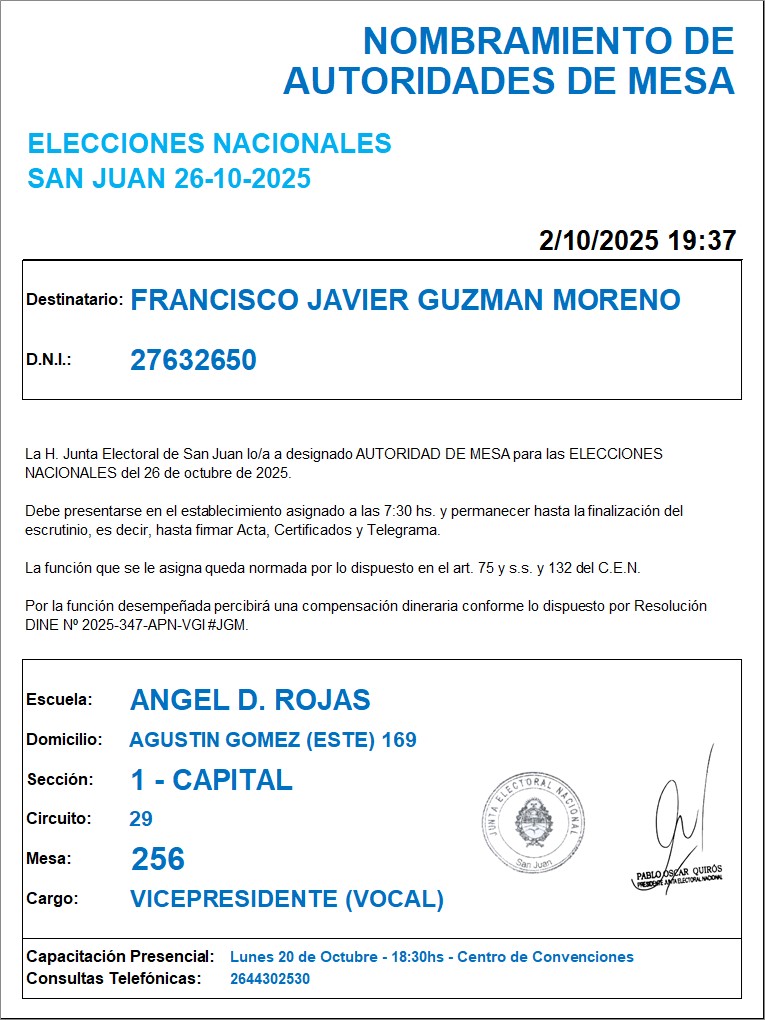 NOMBRAMIENTO DE
AUTORIDADES DE MESA
ELECCIONES NACIONALES
SAN JUAN 26-10-2025
2/10/2025 19:37
Destinatario: FRANCISCO JAVIER GUZMAN MORENO
D.N.I.: 27632650
La H. Junta Electoral de San Juan lo/a a designado AUTORIDAD DE MESA para las ELECCIONES
NACIONALES del 26 de octubre de 2025.
Debe presentarse en el establecimiento asignado a las 7:30 hs. y permanecer hasta la finalización del
escrutinio, es decir, hasta firmar Acta, Certificados y Telegrama.
La función que se le asigna queda normada por lo dispuesto en el art. 75 y s.s. y 132 del C.E.N.
Por la función desempeñada percibirá una compensación dineraria conforme lo dispuesto por Resolución
DINE Nº 2025-347-APN-VGI#JGM.
Escuela: ANGEL D. ROJAS
Domicilio: AGUSTIN GOMEZ (ESTE) 169
Sección: 1 - CAPITAL
Circuito: 29
Mesa: 256
Cargo: VICEPRESIDENTE (VOCAL)
JUNTA ELECTORAL NACIONAL
San Juan
PABLO OSCAR QUIRÓS
PRESIDENTE JUNTA ELECTORAL NACIONAL
Capacitación Presencial: Lunes 20 de Octubre - 18:30hs - Centro de Convenciones
Consultas Telefónicas: 2644302530